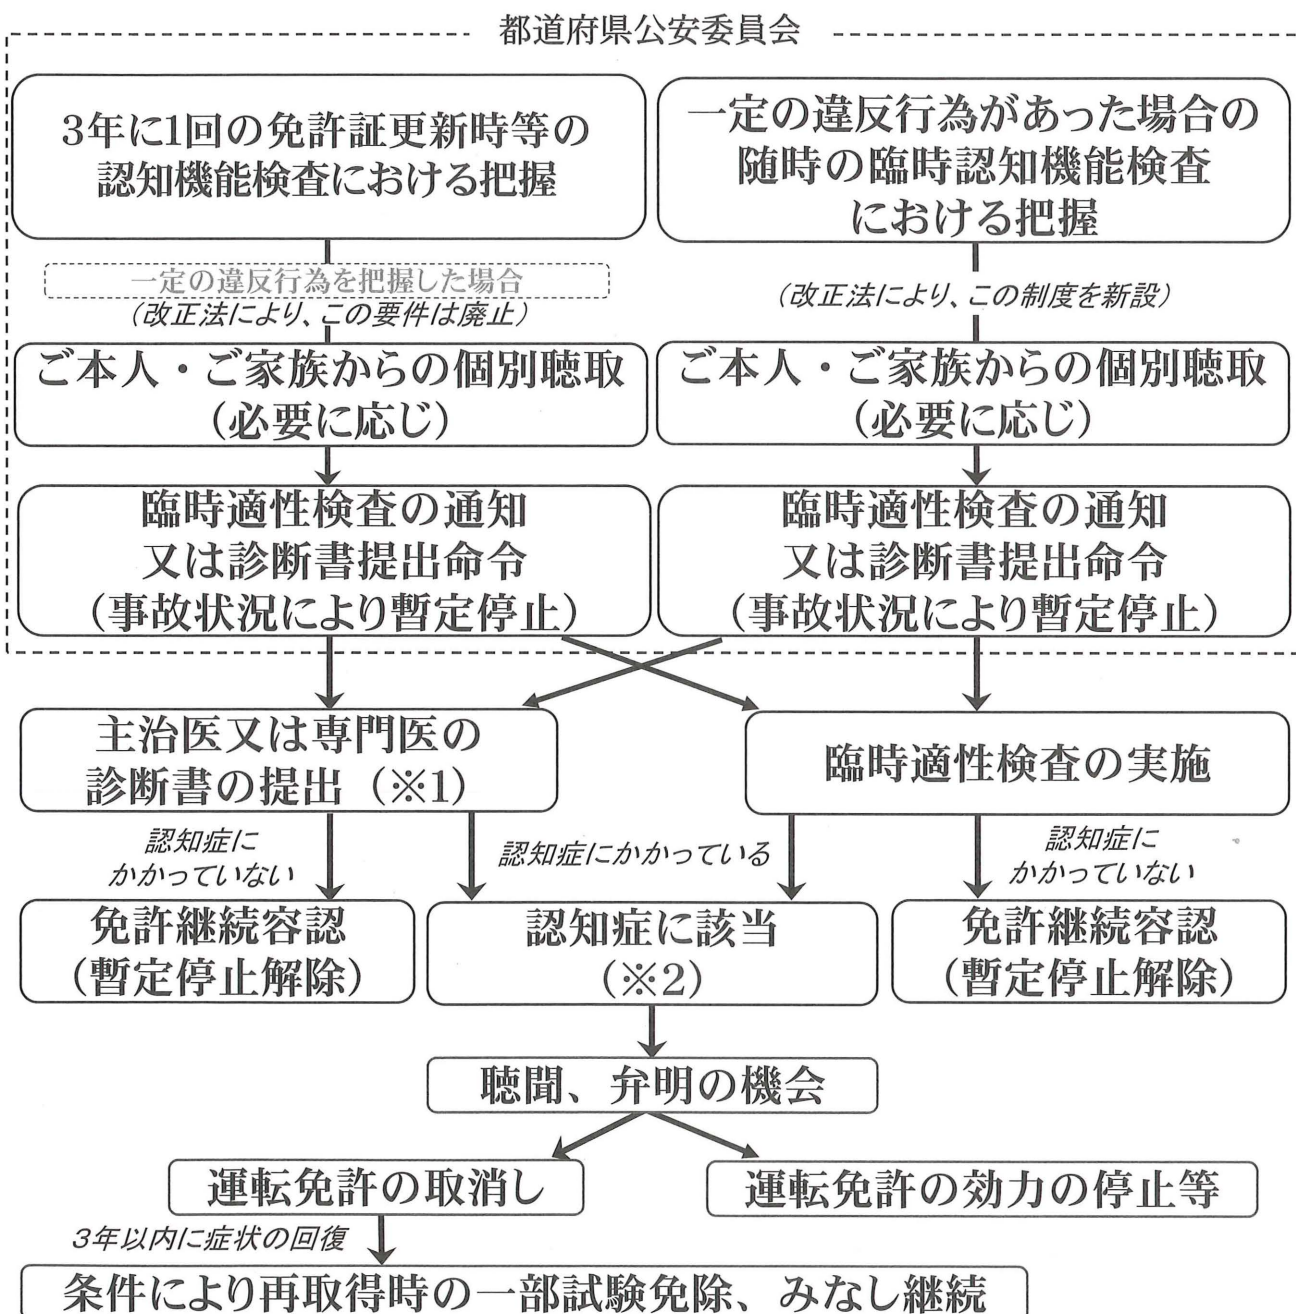 都道府県公安委員会
3年に1回の免許証更新時等の
認知機能検査における把握
一定の違反行為があった場合の
随時の臨時認知機能検査
における把握
一定の違反行為を把握した場合
(改正法により、この要件は廃止)
(改正法により、この制度を新設)
ご本人・ご家族からの個別聴取
(必要に応じ)
ご本人・ご家族からの個別聴取
(必要に応じ)
臨時適性検査の通知
又は診断書提出命令
(事故状況により暫定停止)
臨時適性検査の通知
又は診断書提出命令
(事故状況により暫定停止)
主治医又は専門医の
診断書の提出(※1)
臨時適性検査の実施
認知症に
かかっていない
認知症にかかっている
認知症に
かかっていない
免許継続容認
(暫定停止解除)
認知症に該当
(※2)
免許継続容認
(暫定停止解除)
聴聞、弁明の機会
運転免許の取消し
運転免許の効力の停止等
3年以内に症状の回復
条件により再取得時の一部試験免除、みなし継続